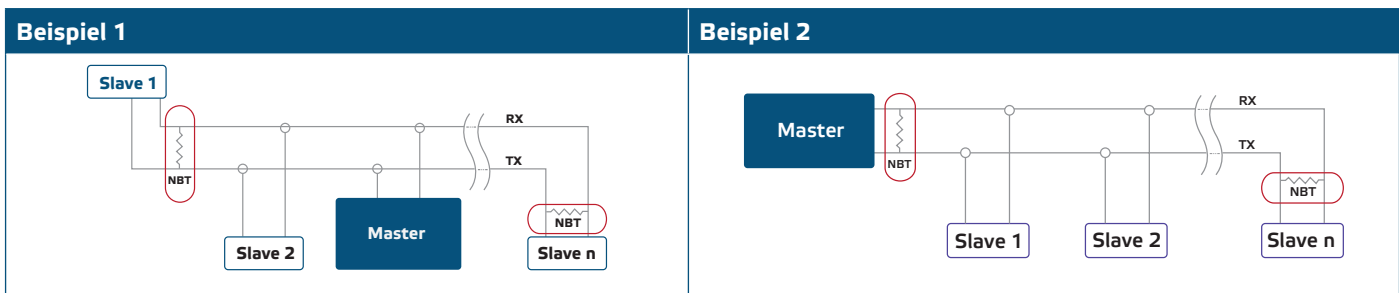 Beispiel 1
Slave 1
RX
TX
NBT
NBT
Master
Slave 2
Slave n
Beispiel 2
Master
RX
TX
NBT
NBT
Slave 1
Slave 2
Slave n